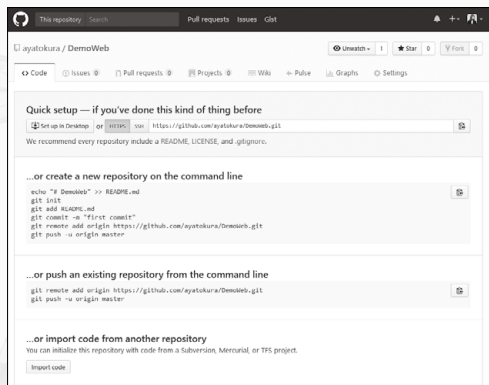 This repository Search Pull requests Issues Gist
ayatokura / DemoWeb Unwatch 1 Star 0 Fork 0
Code Issues 0 Pull requests 0 Projects 0 Wiki Pulse Graphs Settings
Quick setup — if you've done this kind of thing before
Set up in Desktop or HTTPS SSH https://github.com/ayatokura/DemoWeb.git
We recommend every repository include a README, LICENSE, and .gitignore.
...or create a new repository on the command line
echo "# DemoWeb" >> README.md
git init
git add README.md
git commit -m "first commit"
git remote add origin https://github.com/ayatokura/DemoWeb.git
git push -u origin master
...or push an existing repository from the command line
git remote add origin https://github.com/ayatokura/DemoWeb.git
git push -u origin master
...or import code from another repository
You can initialize this repository with code from a Subversion, Mercurial, or TFS project.
Import code